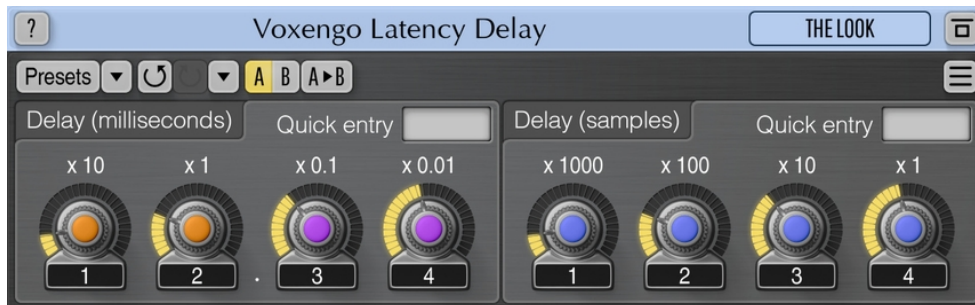 ? Voxengo Latency Delay THE LOOK
Presets A B A▸B
Delay (milliseconds) Quick entry Delay (samples) Quick entry
x 10 x 1 x 0.1 x 0.01 x 1000 x 100 x 10 x 1
1 2 . 3 4 1 2 3 4